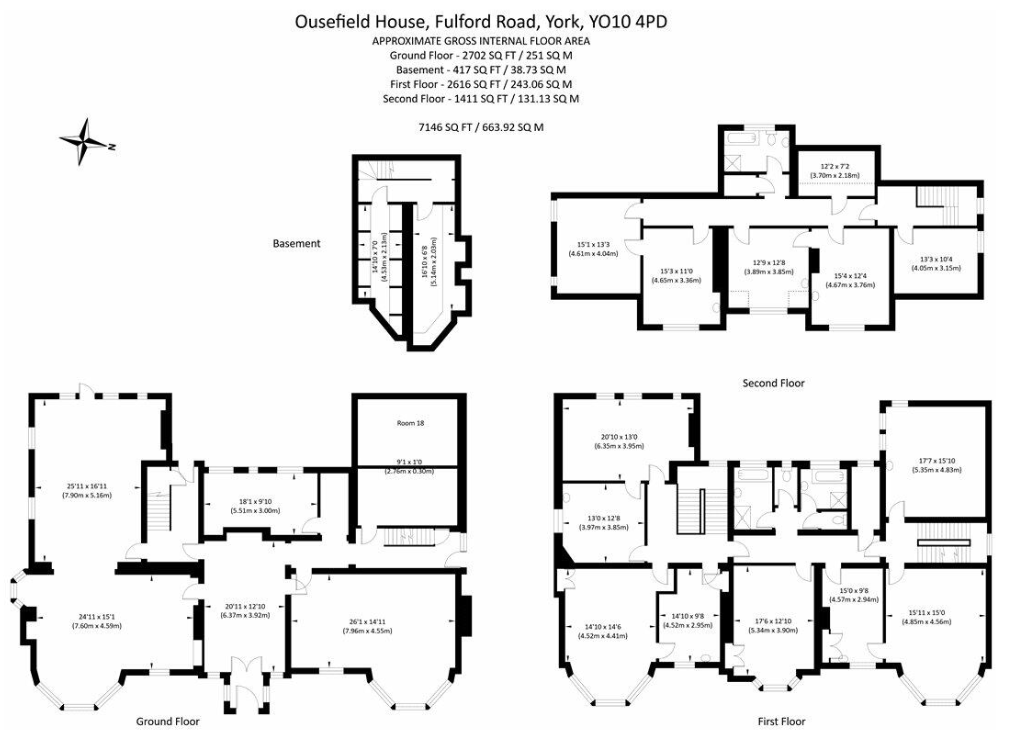 Ousefield House, Fulford Road, York, YO10 4PD
APPROXIMATE GROSS INTERNAL FLOOR AREA
Ground Floor - 2702 SQ FT / 251 SQ M
Basement - 417 SQ FT / 38.73 SQ M
First Floor - 2616 SQ FT / 243.06 SQ M
Second Floor - 1411 SQ FT / 131.13 SQ M
7146 SQ FT / 663.92 SQ M
N
Basement
14'10 x 7'0
(4.53m x 2.13m)
16'10 x 6'8
(5.14m x 2.03m)
12'2 x 7'2
(3.70m x 2.18m)
15'1 x 13'3
(4.61m x 4.04m)
15'3 x 11'0
(4.65m x 3.36m)
12'9 x 12'8
(3.89m x 3.85m)
15'4 x 12'4
(4.67m x 3.76m)
13'3 x 10'4
(4.05m x 3.15m)
Second Floor
Room 18
9'1 x 1'0
(2.76m x 0.30m)
25'11 x 16'11
(7.90m x 5.16m)
18'1 x 9'10
(5.51m x 3.00m)
24'11 x 15'1
(7.60m x 4.59m)
20'11 x 12'10
(6.37m x 3.92m)
26'1 x 14'11
(7.96m x 4.55m)
Ground Floor
20'10 x 13'0
(6.35m x 3.95m)
17'7 x 15'10
(5.35m x 4.83m)
13'0 x 12'8
(3.97m x 3.85m)
14'10 x 14'6
(4.52m x 4.41m)
14'10 x 9'8
(4.52m x 2.95m)
17'6 x 12'10
(5.34m x 3.90m)
15'0 x 9'8
(4.57m x 2.94m)
15'11 x 15'0
(4.85m x 4.56m)
First Floor